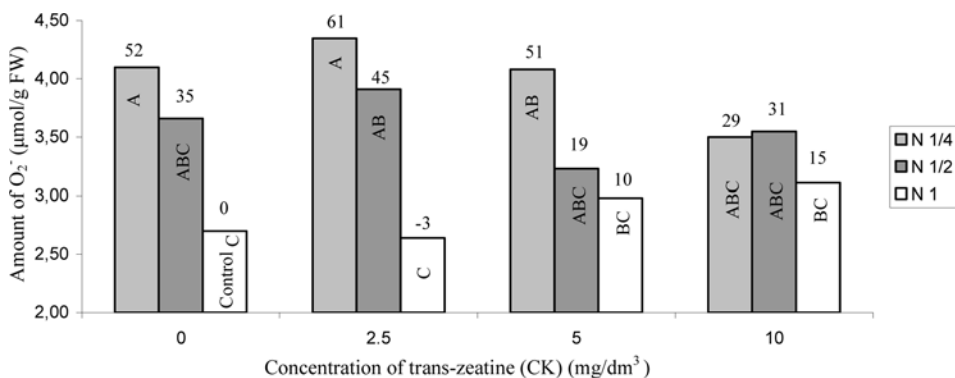 Amount of O₂⁻ (µmol/g FW)
4,50
4,00
3,50
3,00
2,50
2,00
52
A
35
ABC
0
Control C
61
A
45
AB
-3
C
51
AB
19
ABC
10
BC
29
ABC
31
ABC
15
BC
0
2.5
5
10
Concentration of trans-zeatine (CK) (mg/dm³)
N 1/4
N 1/2
N 1